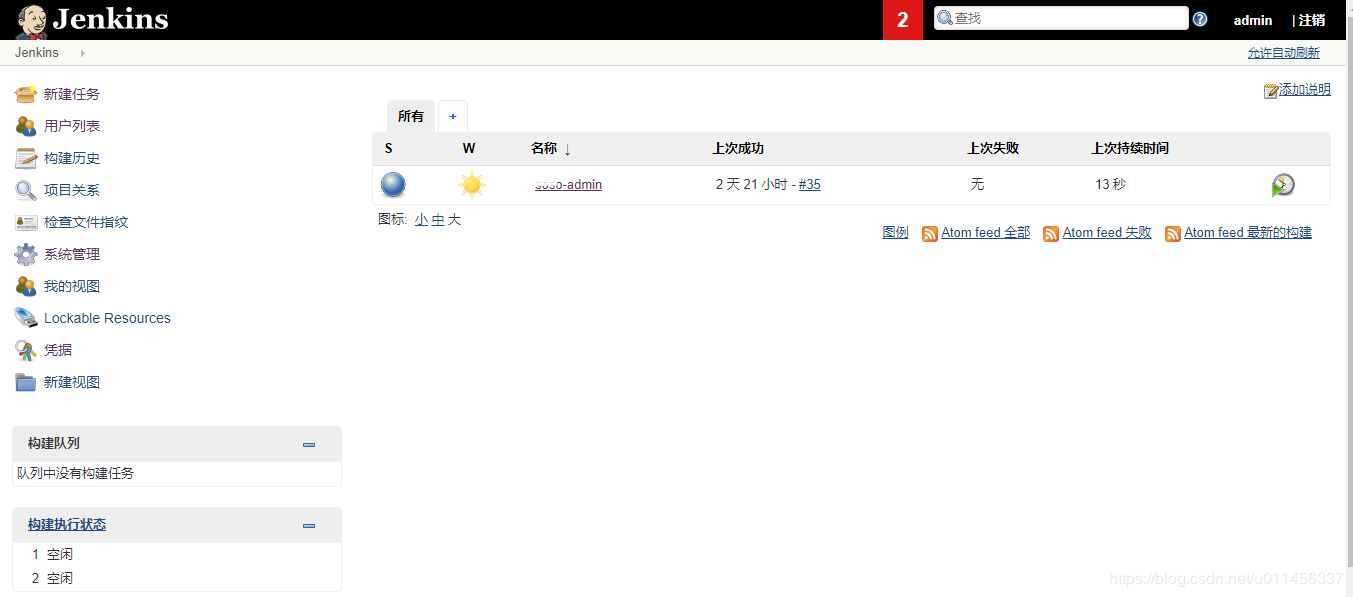 Jenkins
2
查找
admin | 注销
Jenkins
允许自动刷新
新建任务
用户列表
构建历史
项目关系
检查文件指纹
系统管理
我的视图
Lockable Resources
凭据
新建视图
构建队列
队列中没有构建任务
构建执行状态
1 空闲
2 空闲
添加说明
所有 +
S W 名称 ↓ 上次成功 上次失败 上次持续时间
-admin 2 天 21 小时 - #35 无 13 秒
图标: 小 中 大
图例 Atom feed 全部 Atom feed 失败 Atom feed 最新的构建
https://blog.csdn.net/u011456337